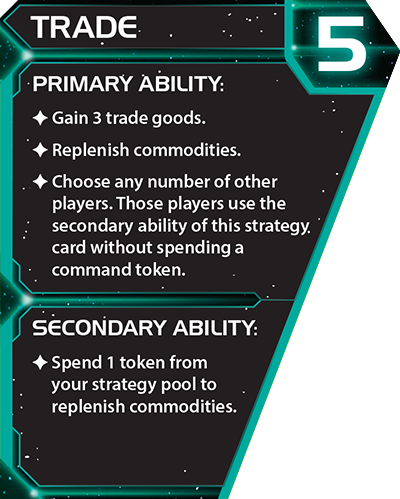 TRADE
5
PRIMARY ABILITY:
Gain 3 trade goods.
Replenish commodities.
Choose any number of other
players. Those players use the
secondary ability of this strategy
card without spending a
command token.
SECONDARY ABILITY:
Spend 1 token from
your strategy pool to
replenish commodities.